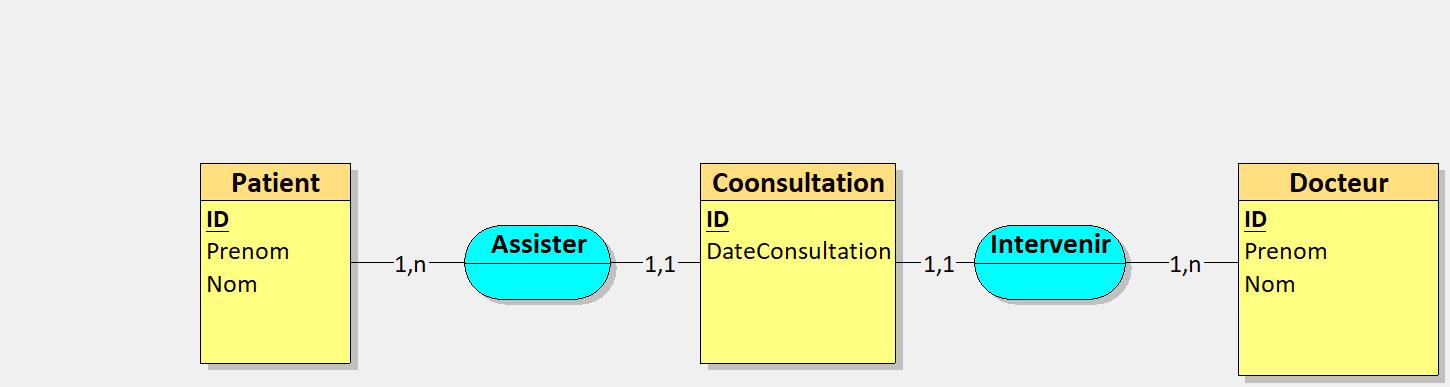 Patient
ID
Prenom
Nom
1,n
Assister
1,1
Coonsultation
ID
DateConsultation
1,1
Intervenir
1,n
Docteur
ID
Prenom
Nom